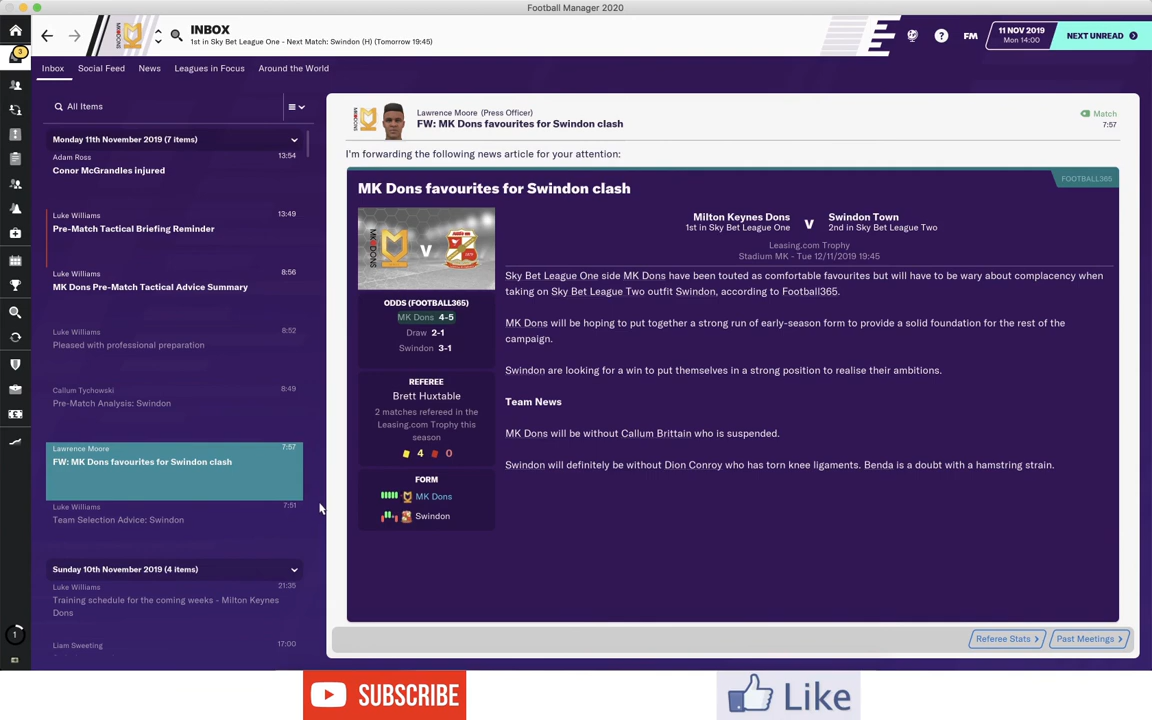 Football Manager 2020
INBOX
1st in Sky Bet League One - Next Match: Swindon (H) (Tomorrow 19:45)
FM
11 NOV 2019
Mon 14:00
NEXT UNREAD
3
Inbox Social Feed News Leagues in Focus Around the World
All Items
Monday 11th November 2019 (7 items)
Adam Ross 13:54
Conor McGrandles injured
Luke Williams 13:49
Pre-Match Tactical Briefing Reminder
Luke Williams 8:56
MK Dons Pre-Match Tactical Advice Summary
Luke Williams 8:52
Pleased with professional preparation
Callum Tychowski 8:49
Pre-Match Analysis: Swindon
Lawrence Moore 7:57
FW: MK Dons favourites for Swindon clash
Luke Williams 7:51
Team Selection Advice: Swindon
Sunday 10th November 2019 (4 items)
Luke Williams 21:35
Training schedule for the coming weeks - Milton Keynes
Dons
Liam Sweeting 17:00
1
Lawrence Moore (Press Officer)
FW: MK Dons favourites for Swindon clash
Match
7:57
I'm forwarding the following news article for your attention:
MK Dons favourites for Swindon clash
FOOTBALL365
V
Milton Keynes Dons V Swindon Town
1st in Sky Bet League One 2nd in Sky Bet League Two
Leasing.com Trophy
Stadium MK - Tue 12/11/2019 19:45
ODDS (FOOTBALL365)
MK Dons 4-5
Draw 2-1
Swindon 3-1
REFEREE
Brett Huxtable
2 matches refereed in the
Leasing.com Trophy this
season
4 0
FORM
MK Dons
Swindon
Sky Bet League One side MK Dons have been touted as comfortable favourites but will have to be wary about complacency when
taking on Sky Bet League Two outfit Swindon, according to Football365.
MK Dons will be hoping to put together a strong run of early-season form to provide a solid foundation for the rest of the
campaign.
Swindon are looking for a win to put themselves in a strong position to realise their ambitions.
Team News
MK Dons will be without Callum Brittain who is suspended.
Swindon will definitely be without Dion Conroy who has torn knee ligaments. Benda is a doubt with a hamstring strain.
Referee Stats
Past Meetings
SUBSCRIBE
Like